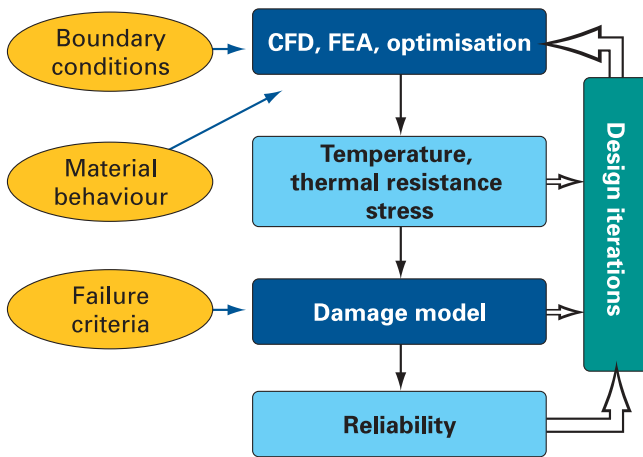 Boundary
conditions
CFD, FEA, optimisation
Material
behaviour
Temperature,
thermal resistance
stress
Design iterations
Failure
criteria
Damage model
Reliability